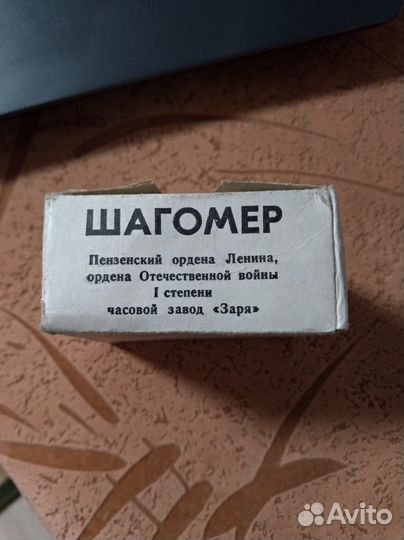 ШАГОМЕР
Пензенский ордена Ленина,
ордена Отечественной войны
I степени
часовой завод «Заря»
Avito